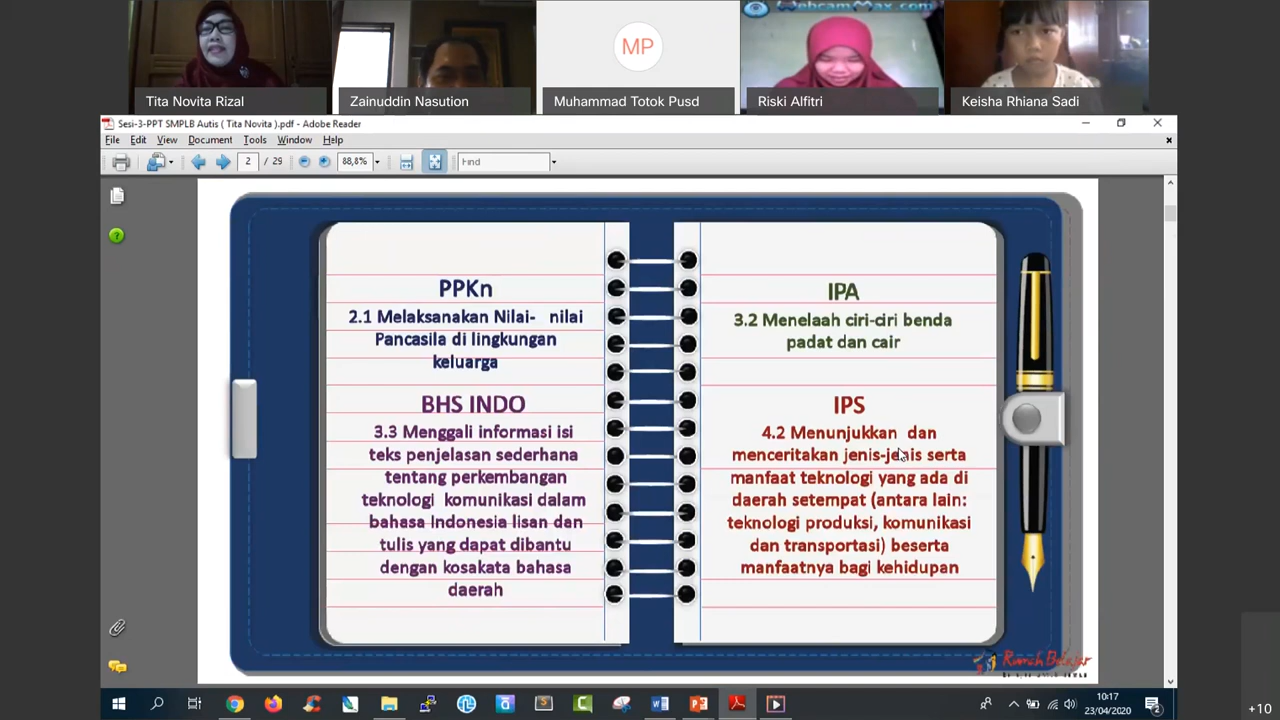 WebcamMax.com
MP
Tita Novita Rizal
Zainuddin Nasution
Muhammad Totok Pusd
Riski Alfitri
Keisha Rhiana Sadi
Sesi-3-PPT SMPLB Autis ( Tita Novita ).pdf - Adobe Reader
File Edit View Document Tools Window Help
2 / 29 88,8% Find
PPKn
2.1 Melaksanakan Nilai- nilai
Pancasila di lingkungan
keluarga
BHS INDO
3.3 Menggali informasi isi
teks penjelasan sederhana
tentang perkembangan
teknologi komunikasi dalam
bahasa Indonesia lisan dan
tulis yang dapat dibantu
dengan kosakata bahasa
daerah
IPA
3.2 Menelaah ciri-ciri benda
padat dan cair
IPS
4.2 Menunjukkan dan
menceritakan jenis-jenis serta
manfaat teknologi yang ada di
daerah setempat (antara lain:
teknologi produksi, komunikasi
dan transportasi) beserta
manfaatnya bagi kehidupan
Rumah Belajar
10:17
23/04/2020
2
+10